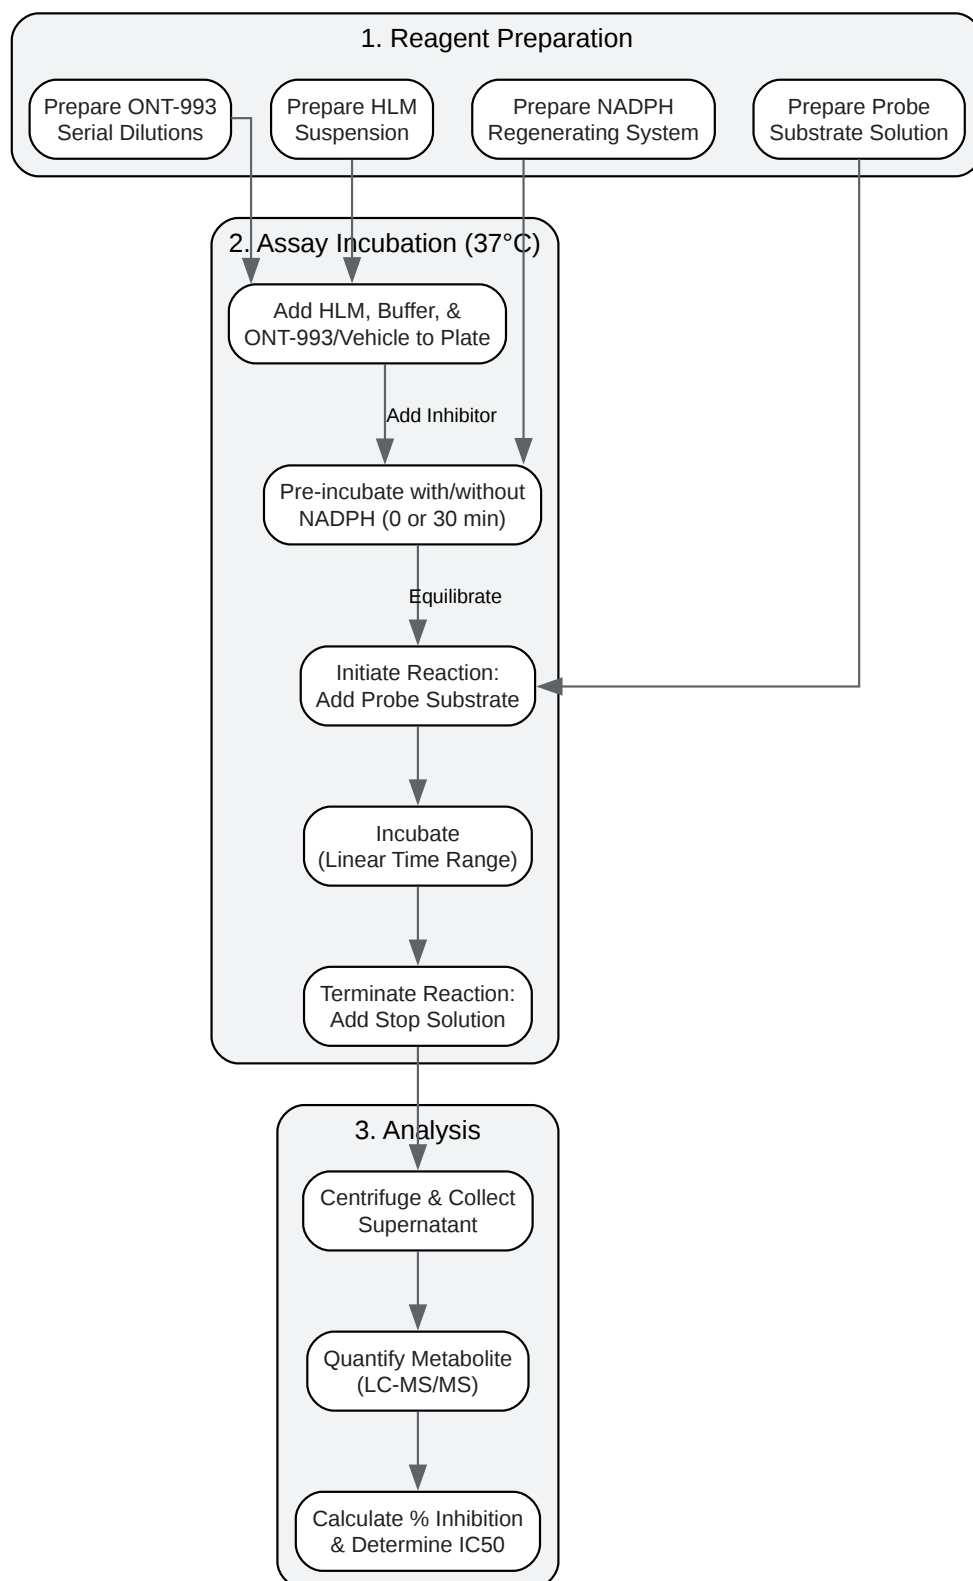 1. Reagent Preparation
Prepare ONT-993
Serial Dilutions
Prepare HLM
Suspension
Prepare NADPH
Regenerating System
Prepare Probe
Substrate Solution
2. Assay Incubation (37°C)
Add HLM, Buffer, &
ONT-993/Vehicle to Plate
Add Inhibitor
Pre-incubate with/without
NADPH (0 or 30 min)
Equilibrate
Initiate Reaction:
Add Probe Substrate
Incubate
(Linear Time Range)
Terminate Reaction:
Add Stop Solution
3. Analysis
Centrifuge & Collect
Supernatant
Quantify Metabolite
(LC-MS/MS)
Calculate % Inhibition
& Determine IC50